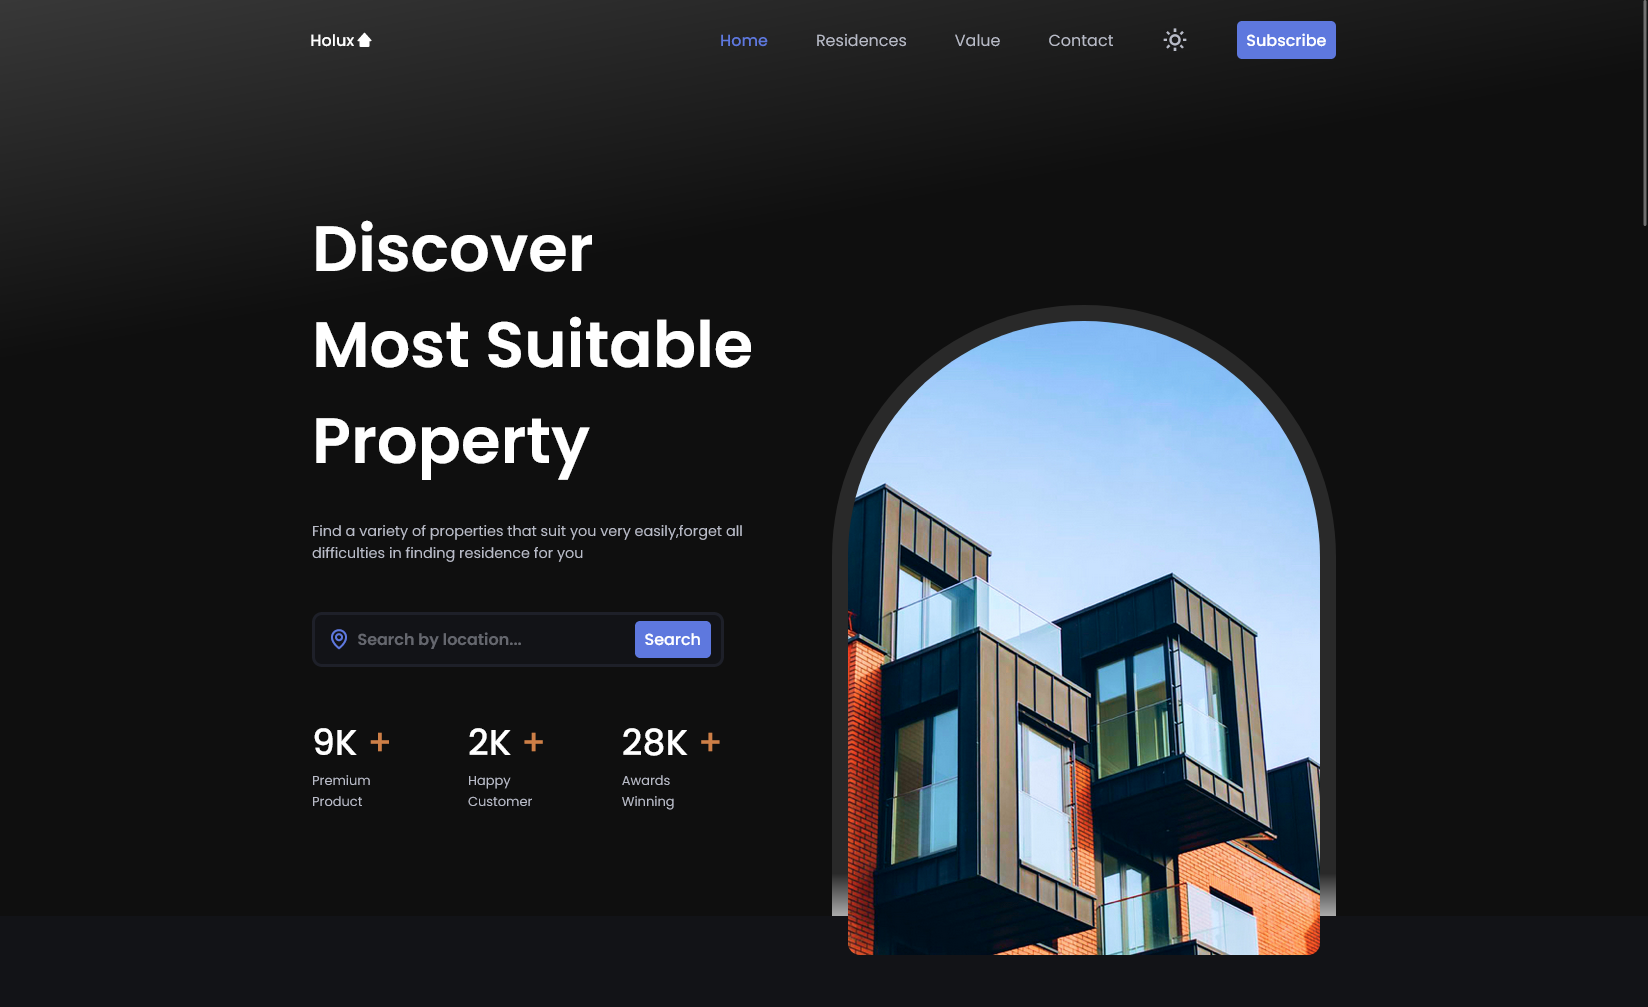 Holux
Home
Residences
Value
Contact
Subscribe
Discover
Most Suitable
Property
Find a variety of properties that suit you very easily,forget all
difficulties in finding residence for you
Search by location...
Search
9K +
2K +
28K +
Premium
Product
Happy
Customer
Awards
Winning